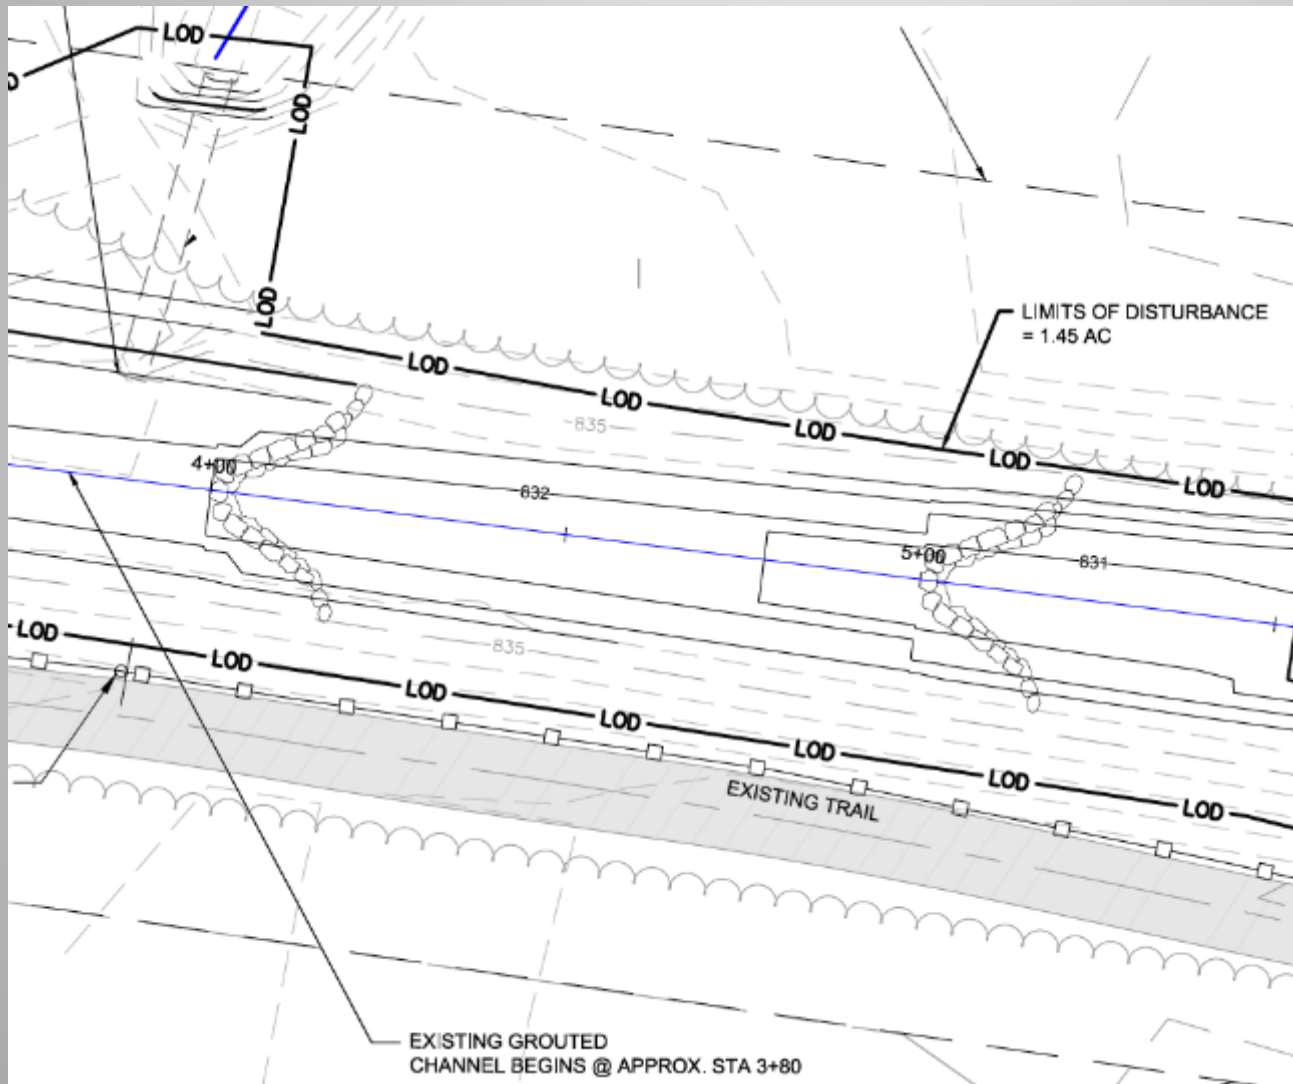 LOD
LOD
LOD
LIMITS OF DISTURBANCE
= 1.45 AC
LOD
LOD
835
LOD
LOD
LOD
4+00
832
5+00
831
LOD
835
LOD
LOD
LOD
LOD
LOD
LOD
EXISTING TRAIL
EXISTING GROUTED
CHANNEL BEGINS @ APPROX. STA 3+80